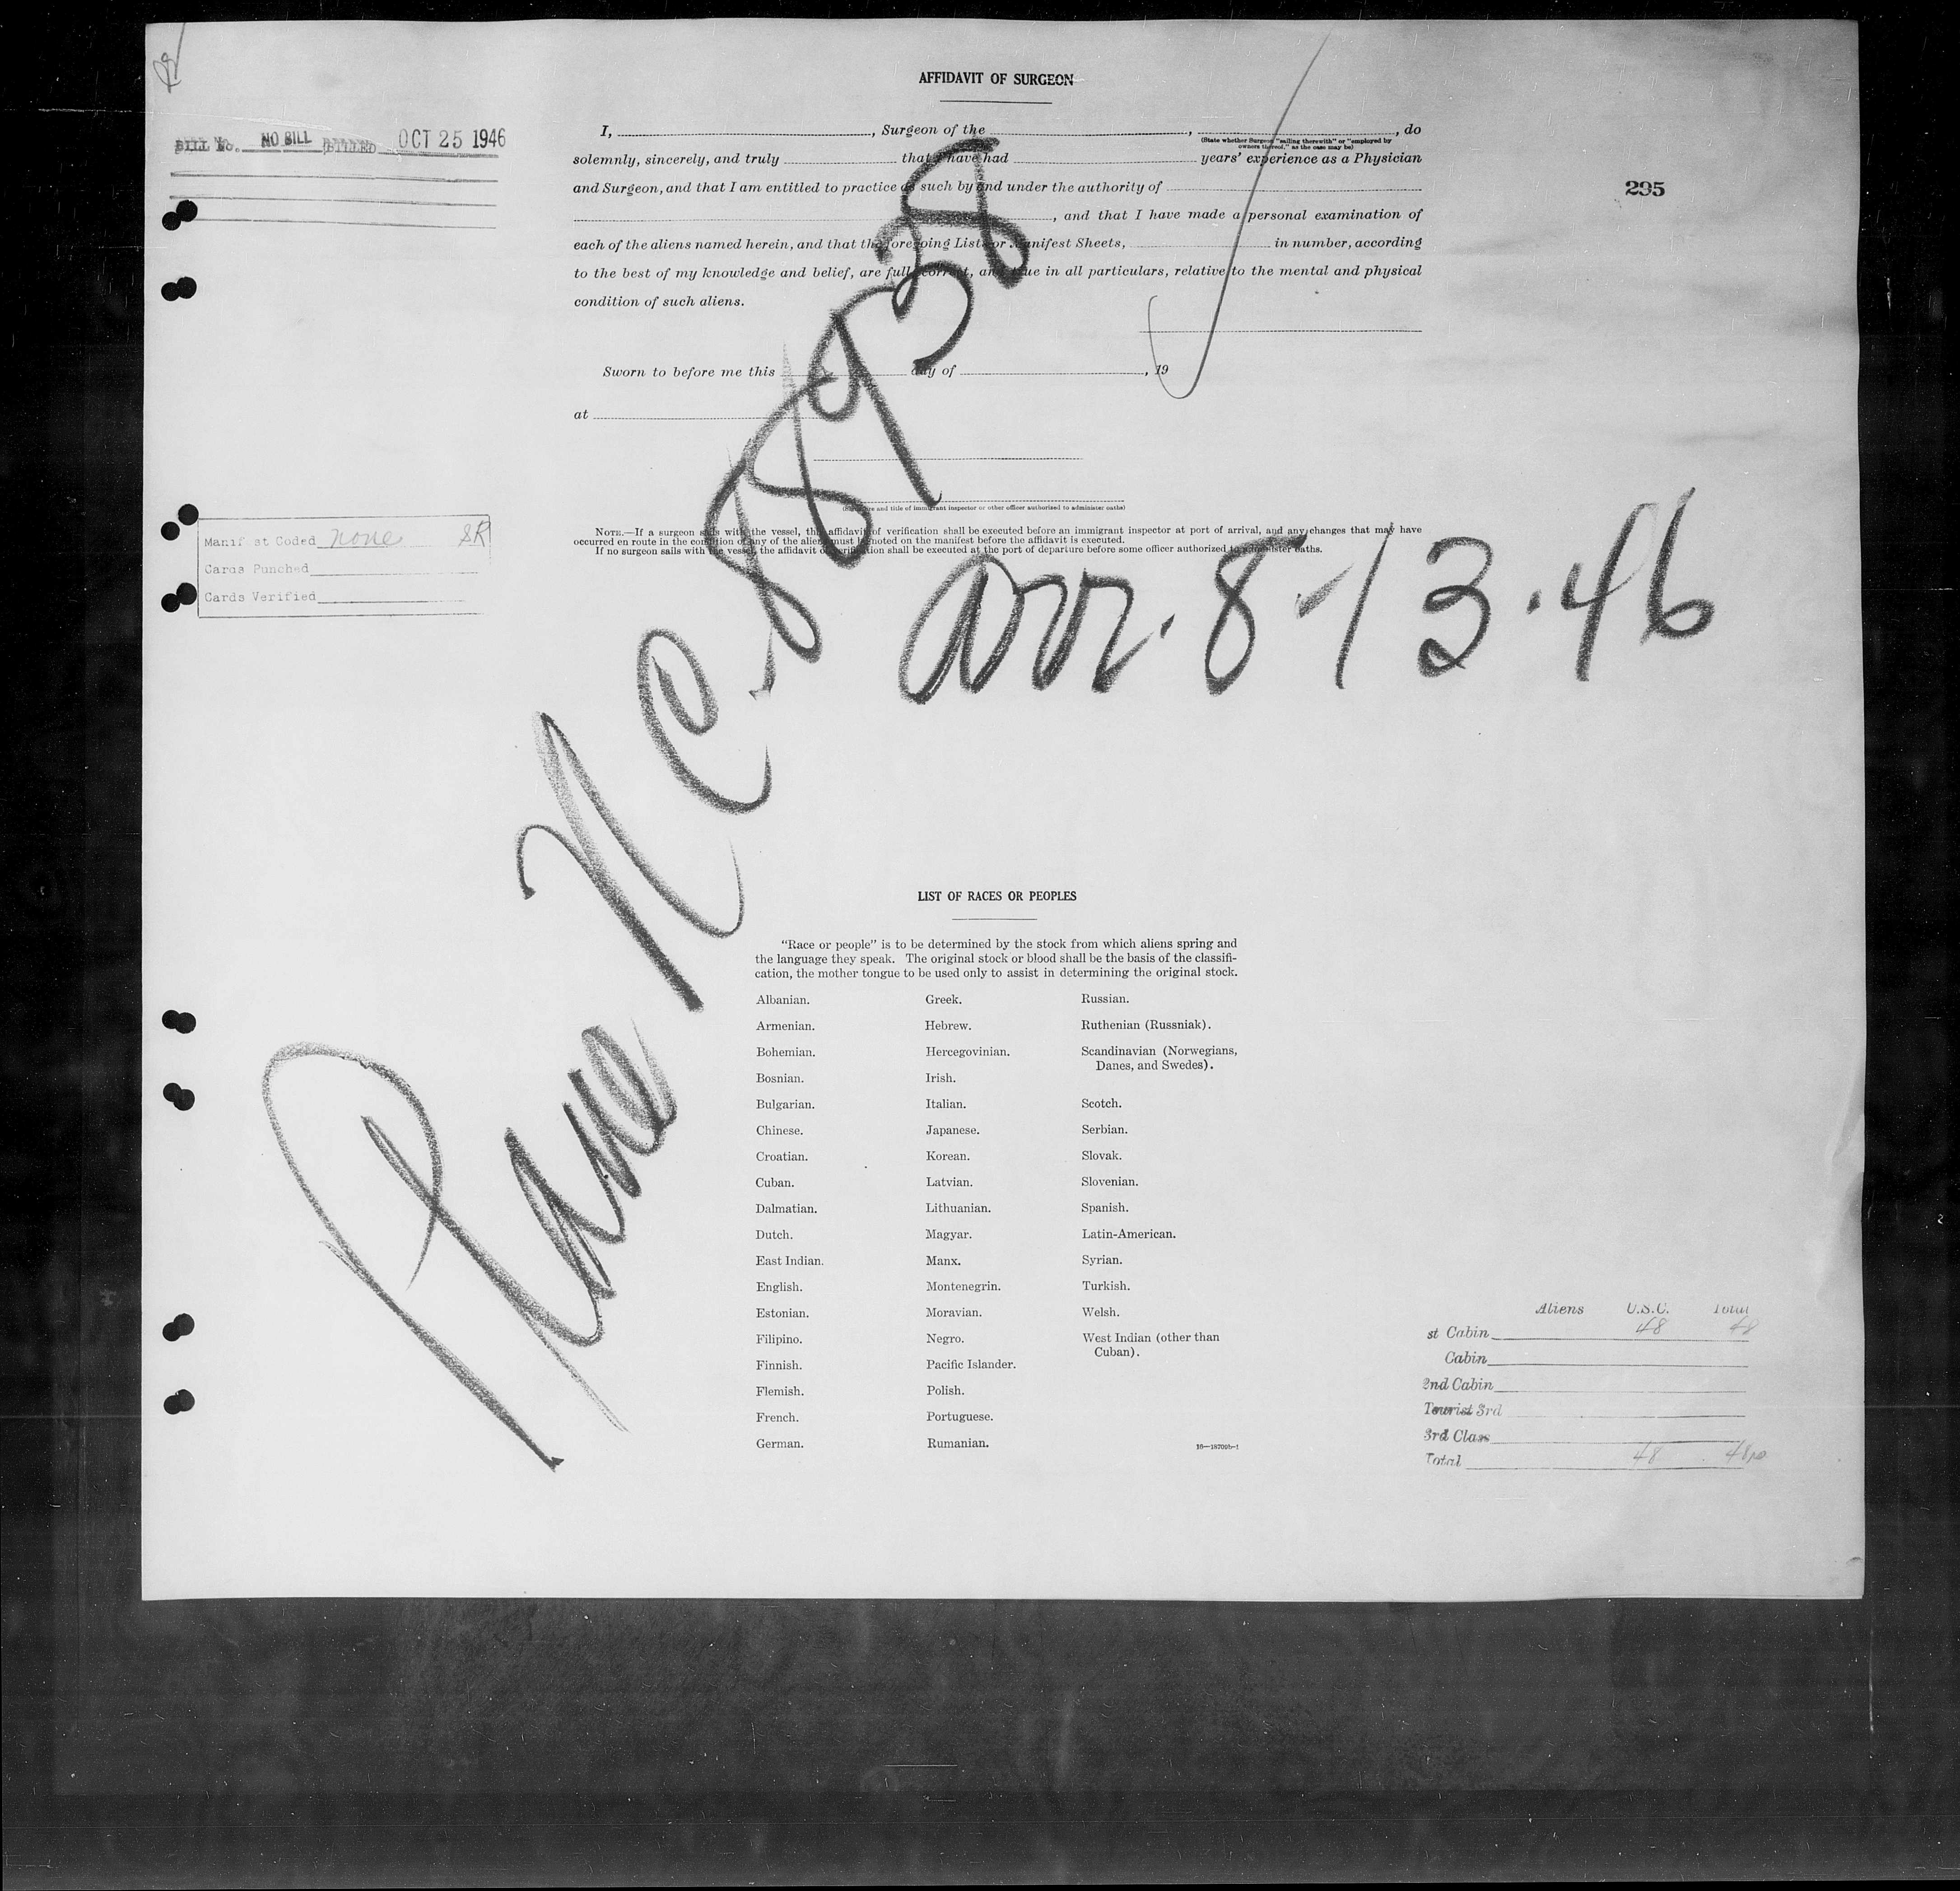 AFFIDAVIT OF SURGEON
BILL No. NO BILL BILLED OCT 25 1946
295
I, , Surgeon of the , , do
(State whether Surgeon "sailing therewith" or "employed by
owners thereof," as the case may be)
solemnly, sincerely, and truly that I have had years' experience as a Physician
and Surgeon, and that I am entitled to practice as such by and under the authority of
, and that I have made a personal examination of
each of the aliens named herein, and that the foregoing Lists or Manifest Sheets, in number, according
to the best of my knowledge and belief, are full, correct, and true in all particulars, relative to the mental and physical
condition of such aliens.
Sworn to before me this day of , 19
at
(Signature and title of immigrant inspector or other officer authorized to administer oaths)
NOTE.—If a surgeon sails with the vessel, the affidavit of verification shall be executed before an immigrant inspector at port of arrival, and any changes that may have
occurred en route in the condition of any of the aliens must be noted on the manifest before the affidavit is executed.
If no surgeon sails with the vessel, the affidavit of verification shall be executed at the port of departure before some officer authorized to administer oaths.
Manifest Coded none SR
Cards Punched
Cards Verified
Plane NC-88938
arr. 8-13-46
LIST OF RACES OR PEOPLES
"Race or people" is to be determined by the stock from which aliens spring and
the language they speak. The original stock or blood shall be the basis of the classifi-
cation, the mother tongue to be used only to assist in determining the original stock.
Albanian. Greek. Russian.
Armenian. Hebrew. Ruthenian (Russniak).
Bohemian. Hercegovinian. Scandinavian (Norwegians,
Danes, and Swedes).
Bosnian. Irish.
Bulgarian. Italian. Scotch.
Chinese. Japanese. Serbian.
Croatian. Korean. Slovak.
Cuban. Latvian. Slovenian.
Dalmatian. Lithuanian. Spanish.
Dutch. Magyar. Latin-American.
East Indian. Manx. Syrian.
English. Montenegrin. Turkish.
Estonian. Moravian. Welsh.
Filipino. Negro. West Indian (other than
Cuban).
Finnish. Pacific Islander.
Flemish. Polish.
French. Portuguese.
German. Rumanian.
Aliens U.S.C. Total
st Cabin 48 48
Cabin
2nd Cabin
Tourist 3rd
3rd Class
Total 48 48